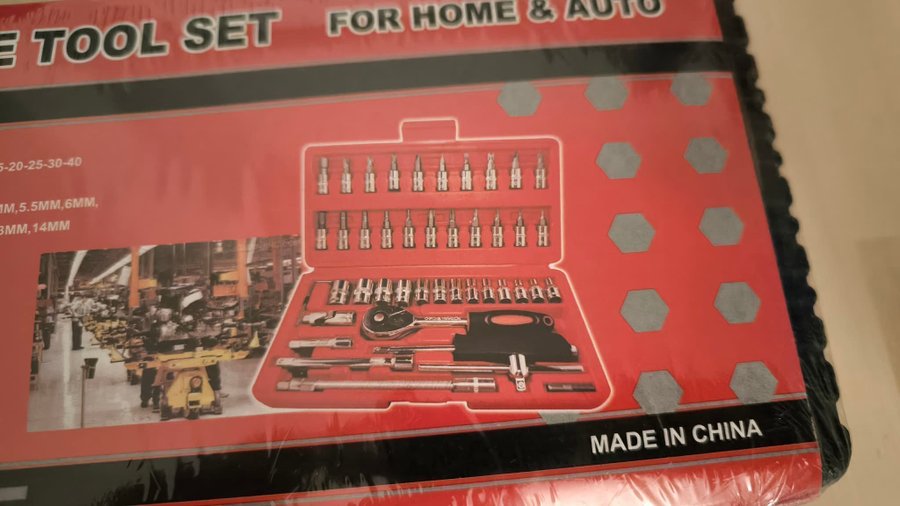 E TOOL SET FOR HOME & AUTO
5-20-25-30-40
MM,5.5MM,6MM,
3MM,14MM
MADE IN CHINA